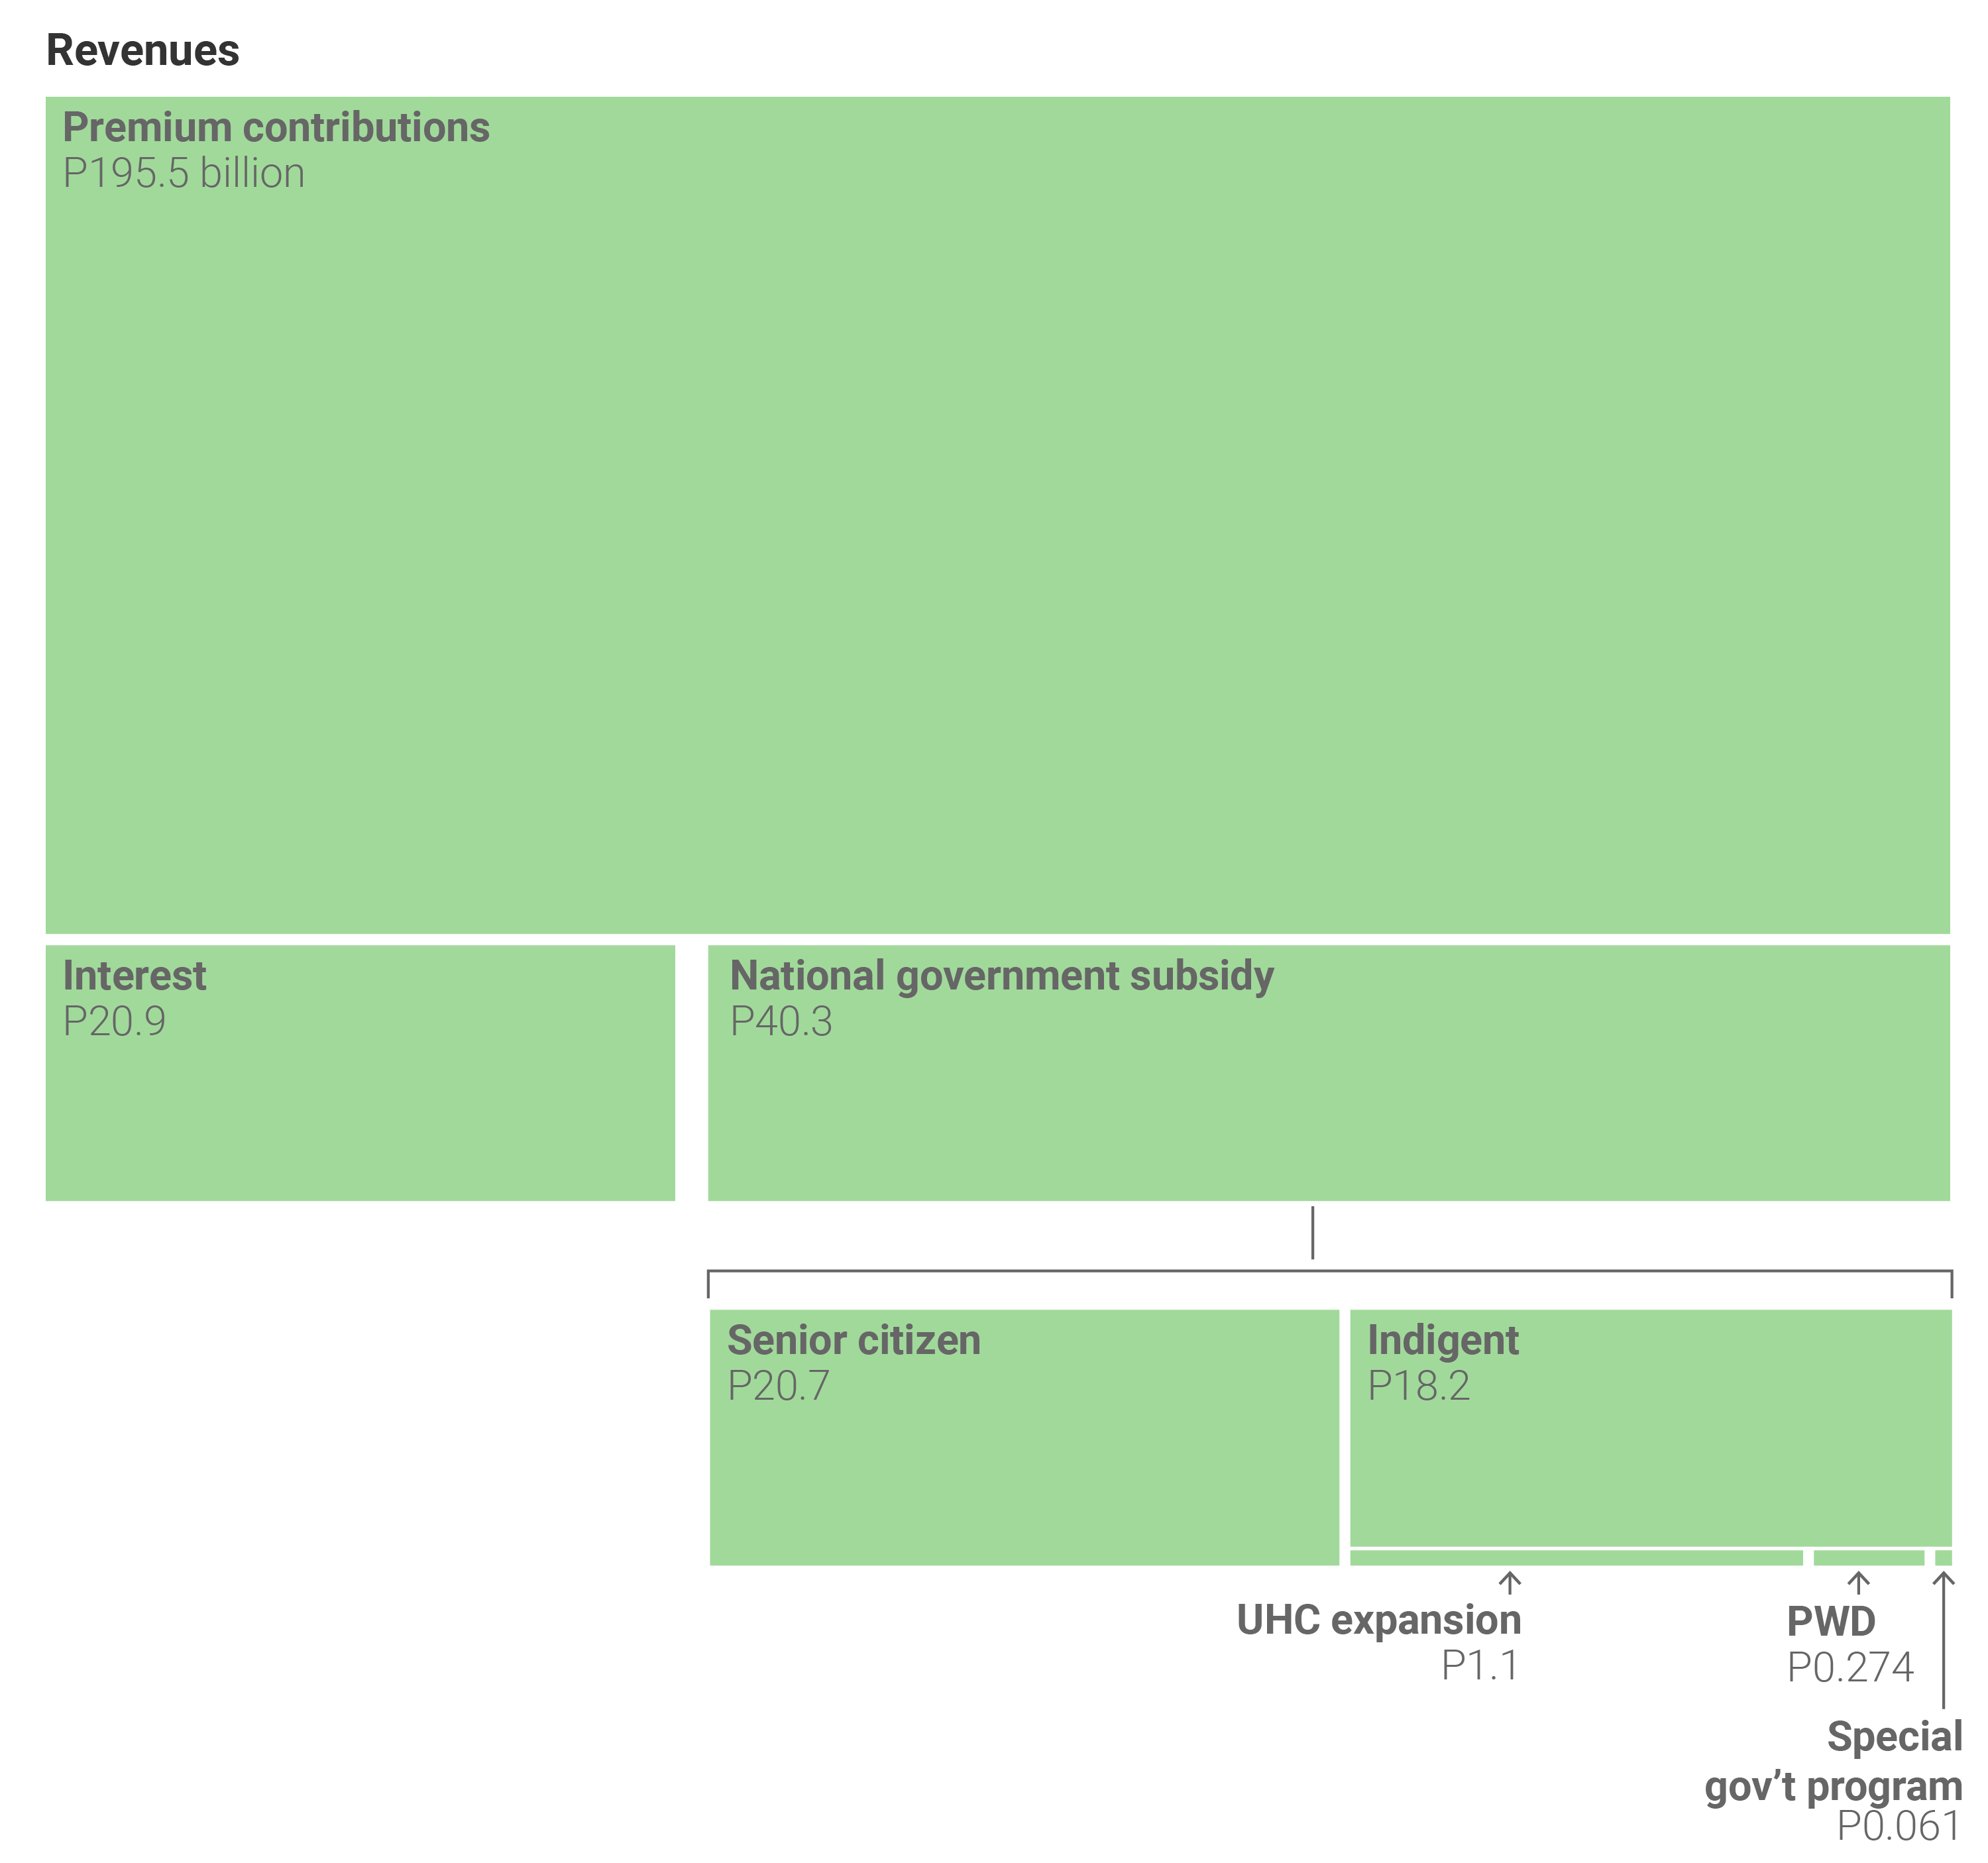 Revenues
Premium contributions
P195.5 billion
Interest
P20.9
National government subsidy
P40.3
Senior citizen
P20.7
Indigent
P18.2
UHC expansion
P1.1
PWD
P0.274
Special
gov’t program
P0.061